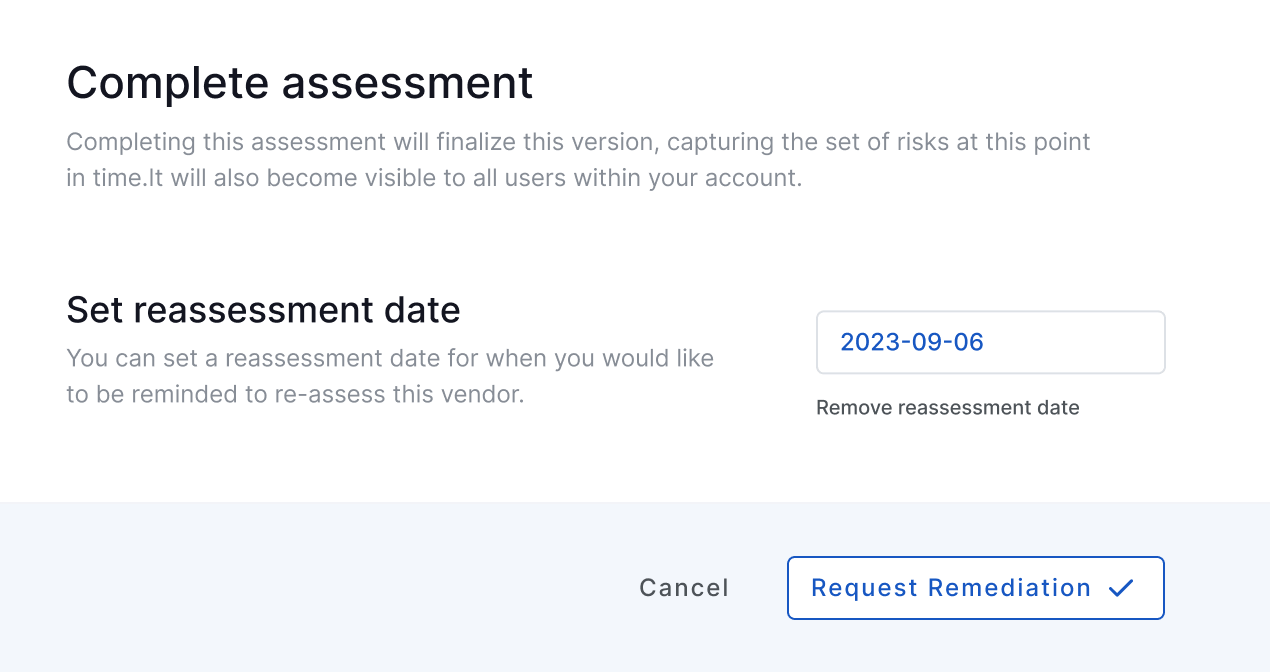 Complete assessment
Completing this assessment will finalize this version, capturing the set of risks at this point
in time.It will also become visible to all users within your account.
Set reassessment date
You can set a reassessment date for when you would like
to be reminded to re-assess this vendor.
2023-09-06
Remove reassessment date
Cancel
Request Remediation